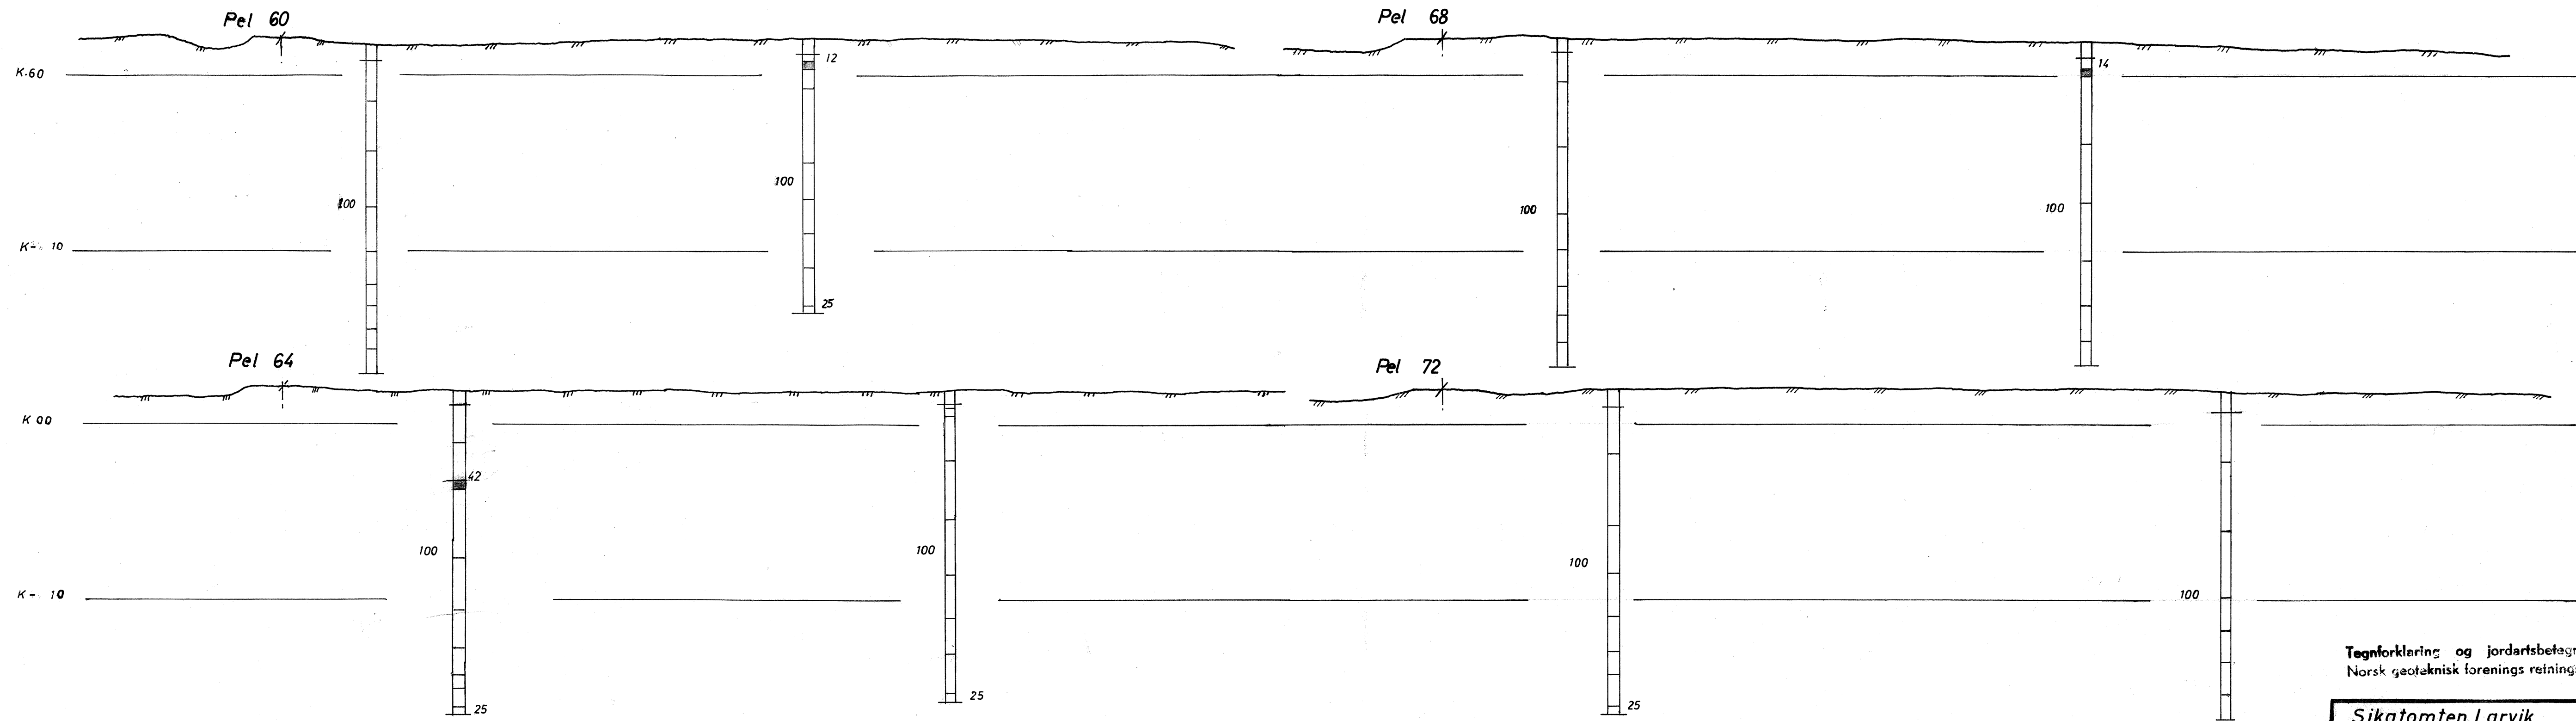 Pel 60
Pel 68
12
14
K.60
100
100
100
100
K- 10
25
Pel 64
Pel 72
K 00
42
100
100
100
K- 10
100
25
25
25
Tegnforklaring og jordartsbetegn
Norsk geoteknisk forenings retning
Sikatomten Larvik